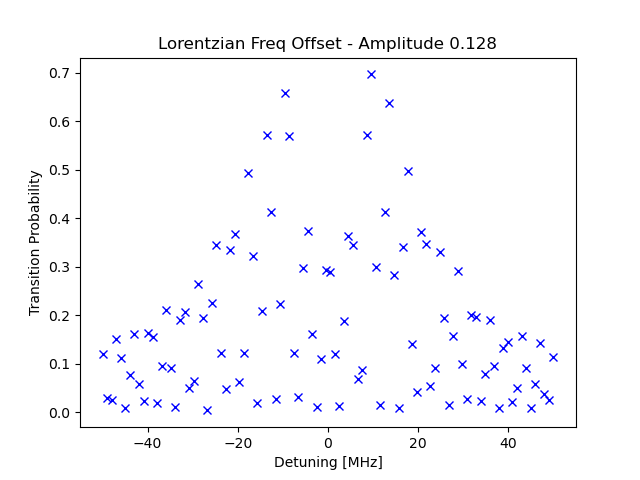 Lorentzian Freq Offset - Amplitude 0.128
0.7
0.6
0.5
0.4
0.3
0.2
0.1
0.0
Transition Probability
−40 −20 0 20 40
Detuning [MHz]